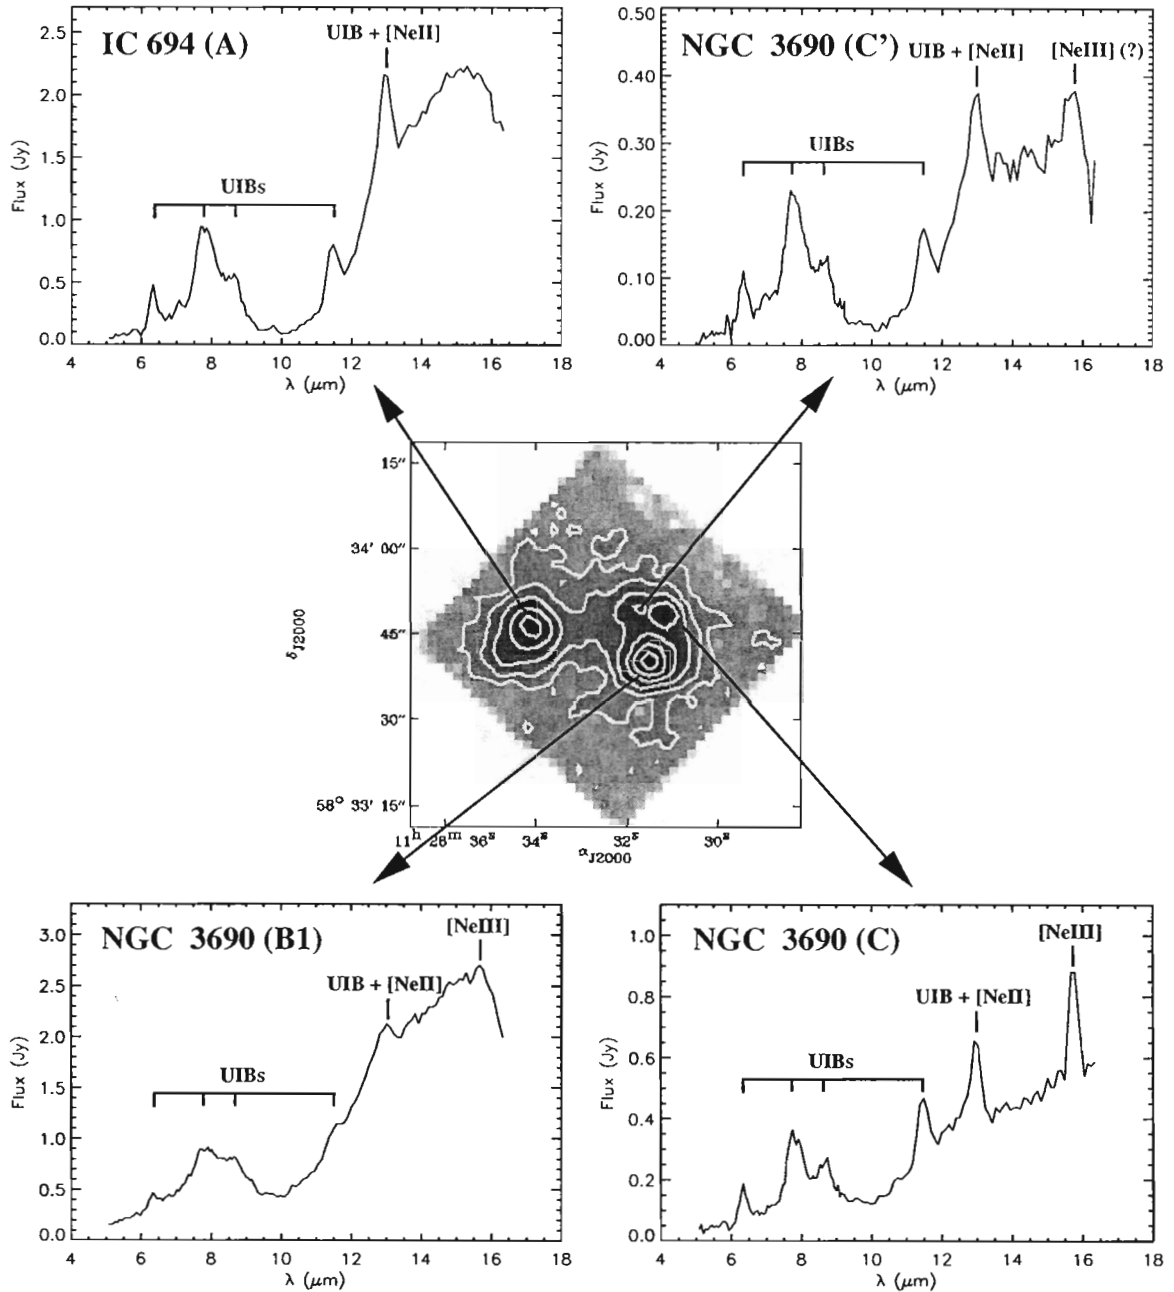 IC 694 (A)
UIB + [NeII]
UIBs
Flux (Jy)
2.5
2.0
1.5
1.0
0.5
0.0
4 6 8 10 12 14 16 18
λ (μm)
NGC 3690 (C')
UIB + [NeII]
[NeIII] (?)
UIBs
Flux (Jy)
0.50
0.40
0.30
0.20
0.10
0.00
4 6 8 10 12 14 16 18
λ (μm)
15"
34' 00"
45"
30"
58° 33' 15"
δJ2000
11h 28m 36s 34s 32s 30s
αJ2000
NGC 3690 (B1)
[NeIII]
UIB + [NeII]
UIBs
Flux (Jy)
3.0
2.5
2.0
1.5
1.0
0.5
0.0
4 6 8 10 12 14 16 18
λ (μm)
NGC 3690 (C)
[NeIII]
UIB + [NeII]
UIBs
Flux (Jy)
1.0
0.8
0.6
0.4
0.2
0.0
4 6 8 10 12 14 16 18
λ (μm)